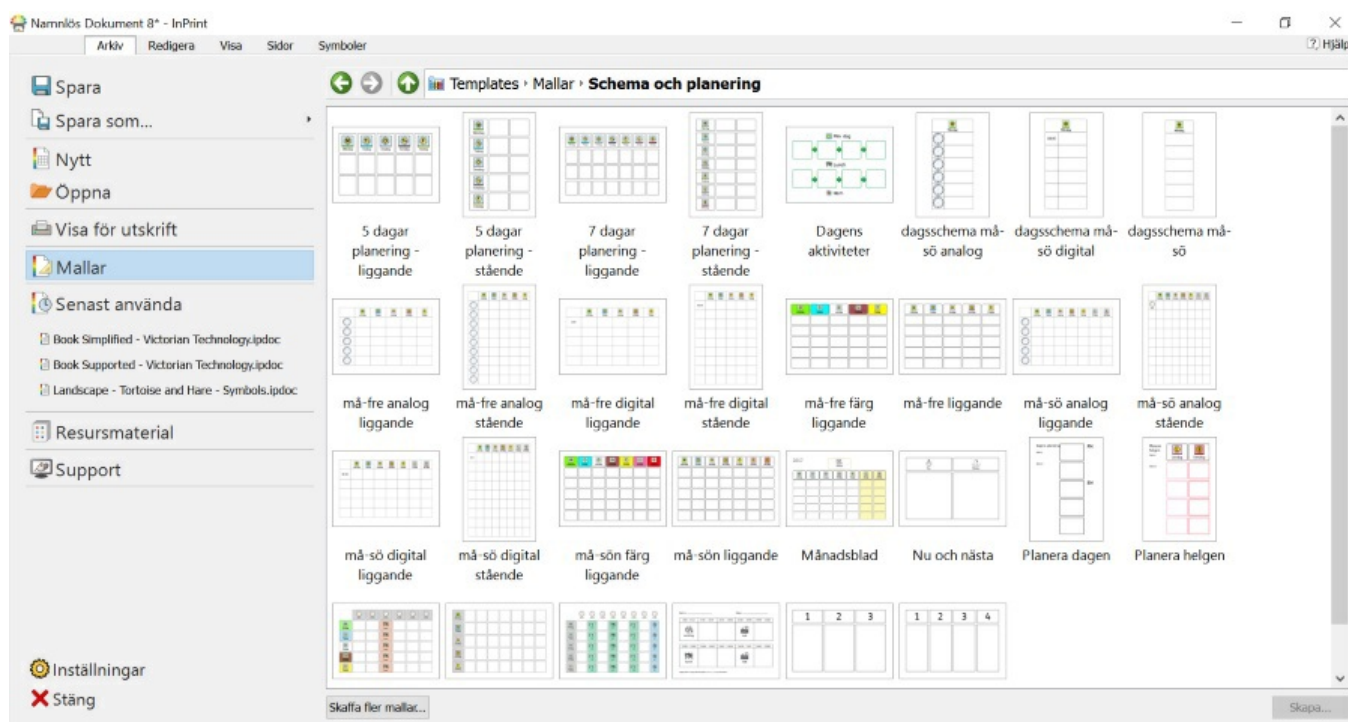 Namnlös Dokument 8* - InPrint
Arkiv Redigera Visa Sidor Symboler
Hjälp
Spara
Spara som...
Nytt
Öppna
Visa för utskrift
Mallar
Senast använda
Book Simplified - Victorian Technology.ipdoc
Book Supported - Victorian Technology.ipdoc
Landscape - Tortoise and Hare - Symbols.ipdoc
Resursmaterial
Support
Inställningar
Stäng
Templates Mallar Schema och planering
5 dagar planering - liggande
5 dagar planering - stående
7 dagar planering - liggande
7 dagar planering - stående
Dagens aktiviteter
dagsschema må-sö analog
dagsschema må-sö digital
dagsschema må-sö
må-fre analog liggande
må-fre analog stående
må-fre digital liggande
må-fre digital stående
må-fre färg liggande
må-fre liggande
må-sö analog liggande
må-sö analog stående
må-sö digital liggande
må-sö digital stående
må-sön färg liggande
må-sön liggande
Månadsblad
Nu och nästa
Planera dagen
Planera helgen
1 2 3
1 2 3 4
Skaffa fler mallar...
Skapa...